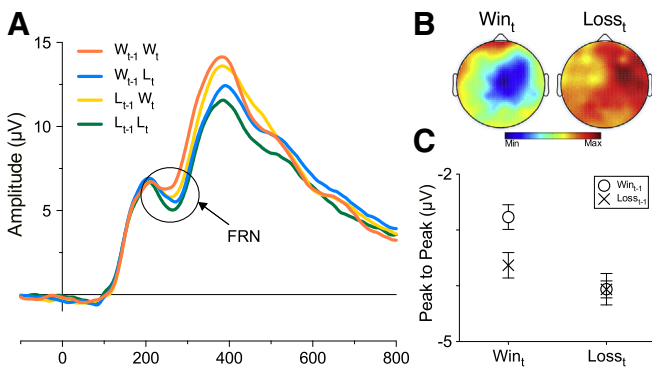 A
15
10
5
Amplitude (µV)
Wt-1 Wt
Wt-1 Lt
Lt-1 Wt
Lt-1 Lt
FRN
0
200
400
600
800
B
Wint
Losst
Min
Max
C
-2
-5
Peak to Peak (µV)
Wint-1
Losst-1
Wint
Losst